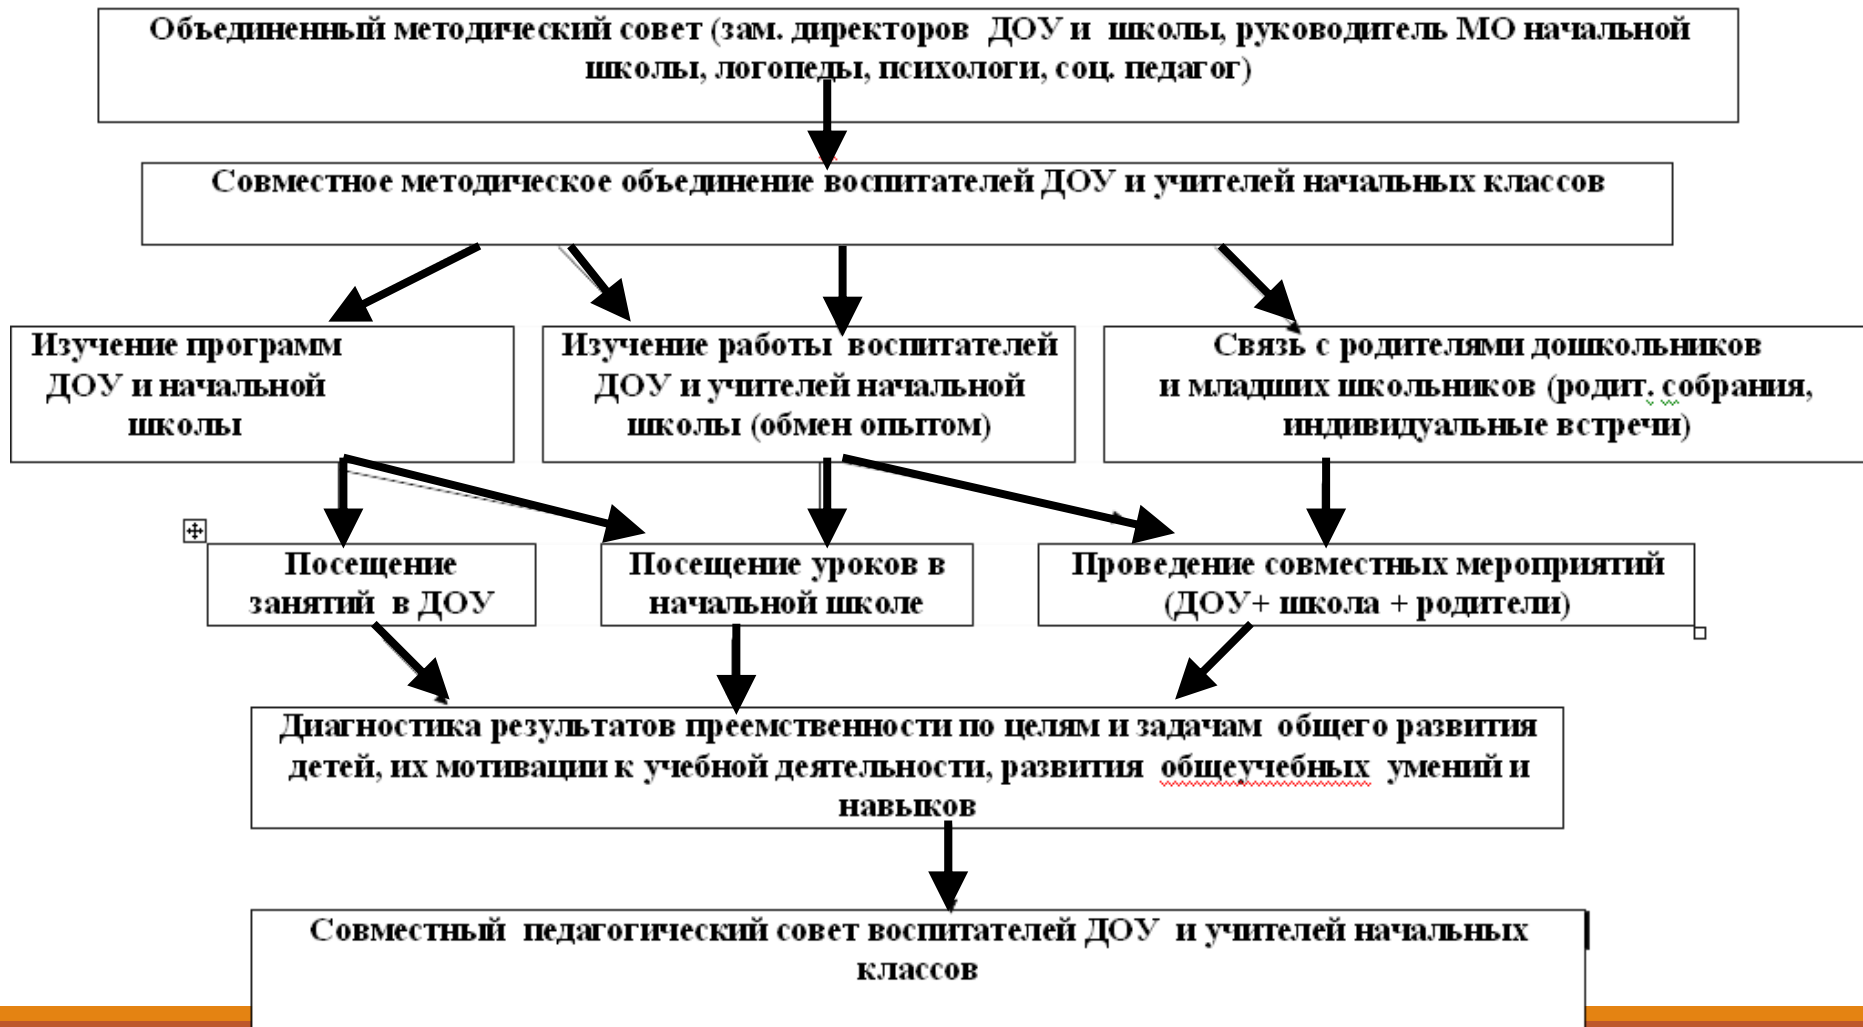 Объединенный методический совет (зам. директоров ДОУ и школы, руководитель МО начальной
школы, логопеды, психологи, соц. педагог)
Совместное методическое объединение воспитателей ДОУ и учителей начальных классов
Изучение программ
ДОУ и начальной
школы
Изучение работы воспитателей
ДОУ и учителей начальной
школы (обмен опытом)
Связь с родителями дошкольников
и младших школьников (родит. собрания,
индивидуальные встречи)
Посещение
занятий в ДОУ
Посещение уроков в
начальной школе
Проведение совместных мероприятий
(ДОУ+ школа + родители)
Диагностика результатов преемственности по целям и задачам общего развития
детей, их мотивации к учебной деятельности, развития общеучебных умений и
навыков
Совместный педагогический совет воспитателей ДОУ и учителей начальных
классов